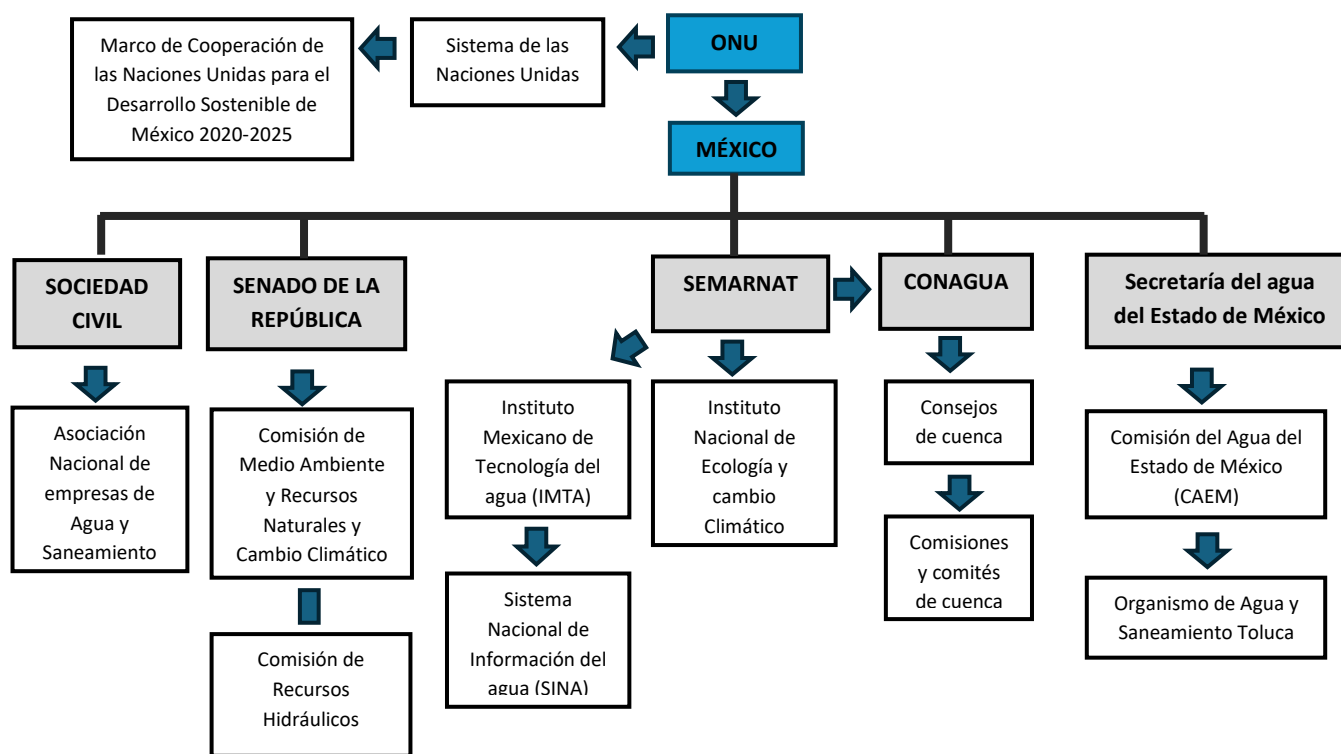 Marco de Cooperación de
las Naciones Unidas para el
Desarrollo Sostenible de
México 2020-2025
Sistema de las
Naciones Unidas
ONU
MÉXICO
SOCIEDAD
CIVIL
SENADO DE LA
REPÚBLICA
SEMARNAT
CONAGUA
Secretaría del agua
del Estado de México
Asociación
Nacional de
empresas de
Agua y
Saneamiento
Comisión de
Medio Ambiente
y Recursos
Naturales y
Cambio Climático
Instituto
Mexicano de
Tecnología del
agua (IMTA)
Instituto
Nacional de
Ecología y
cambio
Climático
Consejos
de cuenca
Comisión del Agua del
Estado de México
(CAEM)
Comisión de
Recursos
Hidráulicos
Sistema
Nacional de
Información del
agua (SINA)
Comisiones
y comités
de cuenca
Organismo de Agua y
Saneamiento Toluca